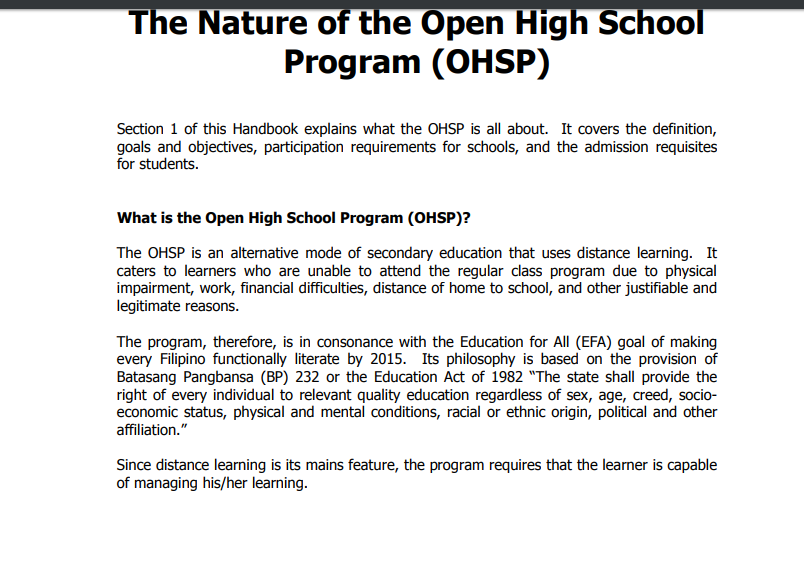 The Nature of the Open High School
Program (OHSP)
Section 1 of this Handbook explains what the OHSP is all about. It covers the definition,
goals and objectives, participation requirements for schools, and the admission requisites
for students.
What is the Open High School Program (OHSP)?
The OHSP is an alternative mode of secondary education that uses distance learning. It
caters to learners who are unable to attend the regular class program due to physical
impairment, work, financial difficulties, distance of home to school, and other justifiable and
legitimate reasons.
The program, therefore, is in consonance with the Education for All (EFA) goal of making
every Filipino functionally literate by 2015. Its philosophy is based on the provision of
Batasang Pangbansa (BP) 232 or the Education Act of 1982 “The state shall provide the
right of every individual to relevant quality education regardless of sex, age, creed, socio-
economic status, physical and mental conditions, racial or ethnic origin, political and other
affiliation.”
Since distance learning is its mains feature, the program requires that the learner is capable
of managing his/her learning.